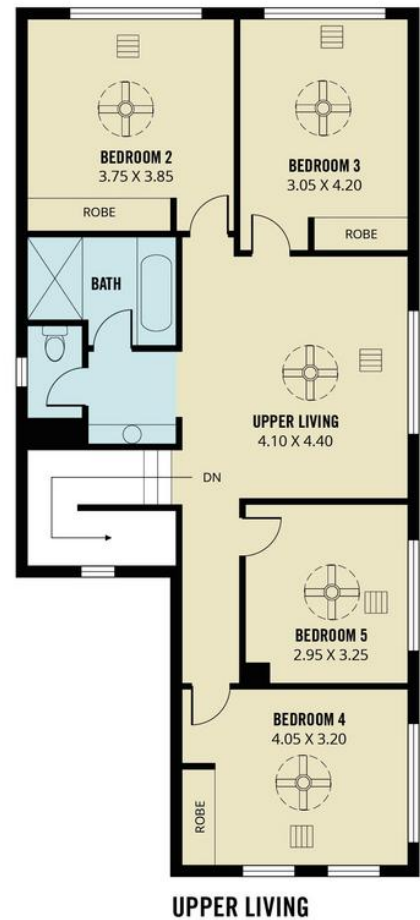 BEDROOM 2
3.75 X 3.85
ROBE
BEDROOM 3
3.05 X 4.20
ROBE
BATH
UPPER LIVING
4.10 X 4.40
DN
BEDROOM 5
2.95 X 3.25
BEDROOM 4
4.05 X 3.20
ROBE
UPPER LIVING